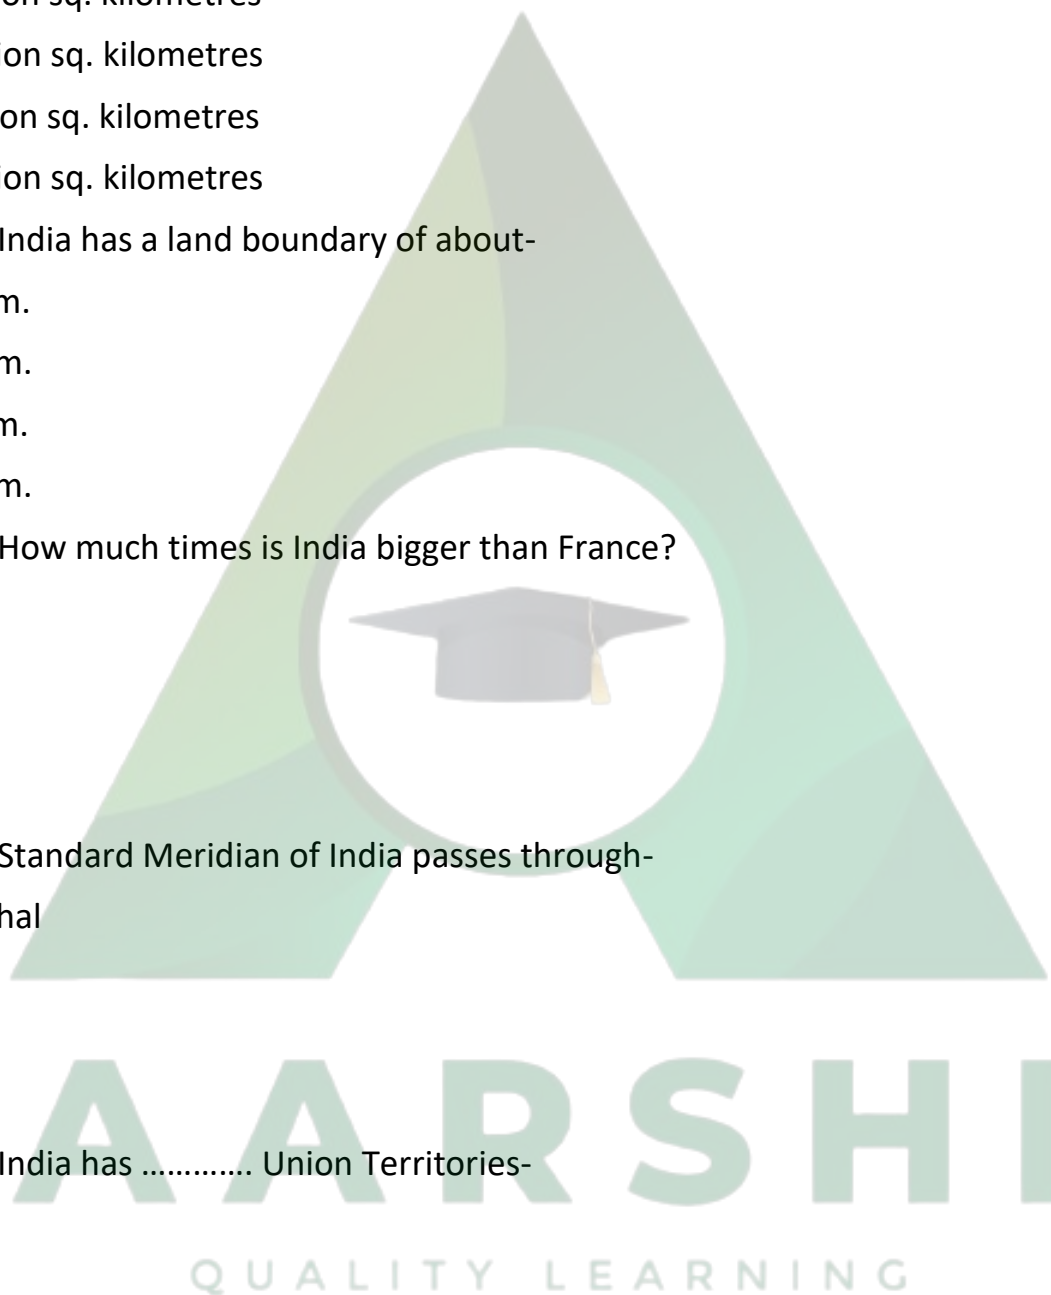 on sq. kilometres
ion sq. kilometres
on sq. kilometres
ion sq. kilometres
India has a land boundary of about-
m.
m.
m.
m.
How much times is India bigger than France?
Standard Meridian of India passes through-
hal
India has …………. Union Territories-
AARSHI
QUALITY LEARNING